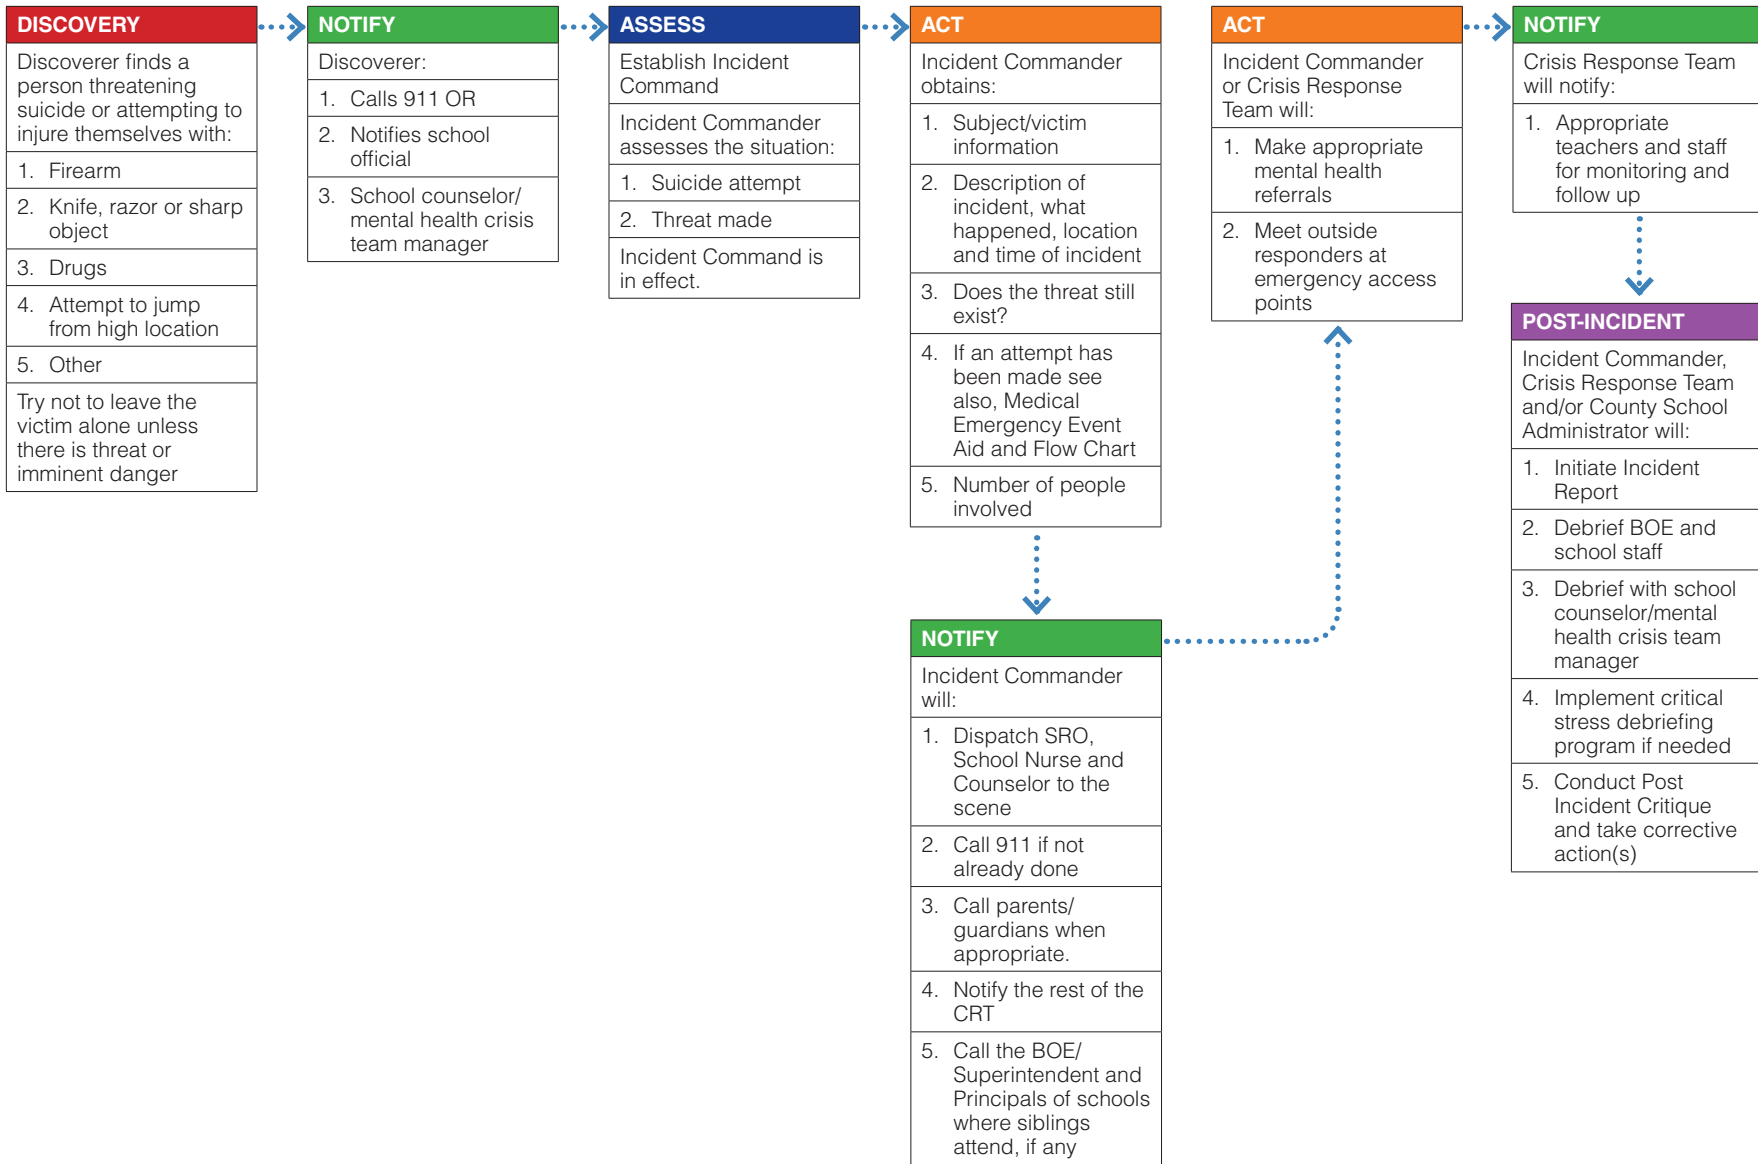 DISCOVERY
Discoverer finds a
person threatening
suicide or attempting to
injure themselves with:
1. Firearm
2. Knife, razor or sharp
object
3. Drugs
4. Attempt to jump
from high location
5. Other
Try not to leave the
victim alone unless
there is threat or
imminent danger
NOTIFY
Discoverer:
1. Calls 911 OR
2. Notifies school
official
3. School counselor/
mental health crisis
team manager
ASSESS
Establish Incident
Command
Incident Commander
assesses the situation:
1. Suicide attempt
2. Threat made
Incident Command is
in effect.
ACT
Incident Commander
obtains:
1. Subject/victim
information
2. Description of
incident, what
happened, location
and time of incident
3. Does the threat still
exist?
4. If an attempt has
been made see
also, Medical
Emergency Event
Aid and Flow Chart
5. Number of people
involved
NOTIFY
Incident Commander
will:
1. Dispatch SRO,
School Nurse and
Counselor to the
scene
2. Call 911 if not
already done
3. Call parents/
guardians when
appropriate.
4. Notify the rest of the
CRT
5. Call the BOE/
Superintendent and
Principals of schools
where siblings
attend, if any
ACT
Incident Commander
or Crisis Response
Team will:
1. Make appropriate
mental health
referrals
2. Meet outside
responders at
emergency access
points
NOTIFY
Crisis Response Team
will notify:
1. Appropriate
teachers and staff
for monitoring and
follow up
POST-INCIDENT
Incident Commander,
Crisis Response Team
and/or County School
Administrator will:
1. Initiate Incident
Report
2. Debrief BOE and
school staff
3. Debrief with school
counselor/mental
health crisis team
manager
4. Implement critical
stress debriefing
program if needed
5. Conduct Post
Incident Critique
and take corrective
action(s)